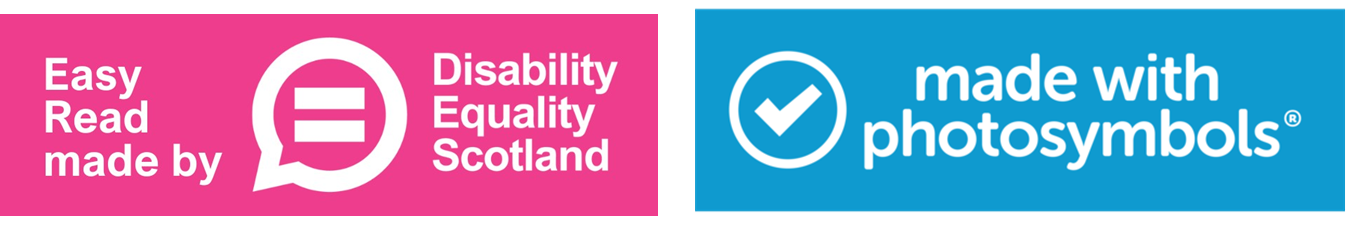 Easy
Read
made by
Disability
Equality
Scotland
made with
photosymbols®